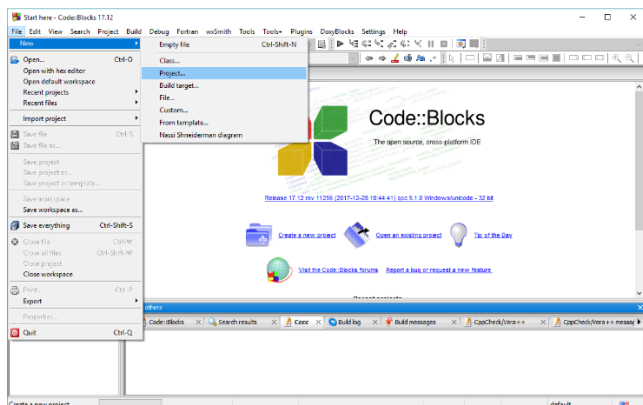 Start here - Code::Blocks 17.12
File Edit View Search Project Build Debug Fortran wxSmith Tools Tools+ Plugins DoxyBlocks Settings Help
New
Empty file Ctrl-Shift-N
Class...
Project...
Build target...
File...
Custom...
From template...
Nassi Shneiderman diagram
Open... Ctrl-O
Open with hex editor
Open default workspace
Recent projects
Recent files
Import project
Save file Ctrl-S
Save file as...
Save project
Save project as...
Save project as template...
Save workspace
Save workspace as...
Save everything Ctrl-Shift-S
Close file Ctrl-W
Close all files Ctrl-Shift-W
Close project
Close workspace
Print... Ctrl-P
Export
Properties...
Quit Ctrl-Q
Code::Blocks
The open source, cross-platform IDE
Release 17.12 rev 11256 (2017-12-28 18:44:41) gcc 5.1.0 Windows/unicode - 32 bit
Create a new project Open an existing project Tip of the Day
Visit the Code::Blocks forums Report a bug or request a new feature
Recent projects
others
Code::Blocks Search results Cccc Build log Build messages CppCheck/Vera++ CppCheck/Vera++ messag
Create a new project default